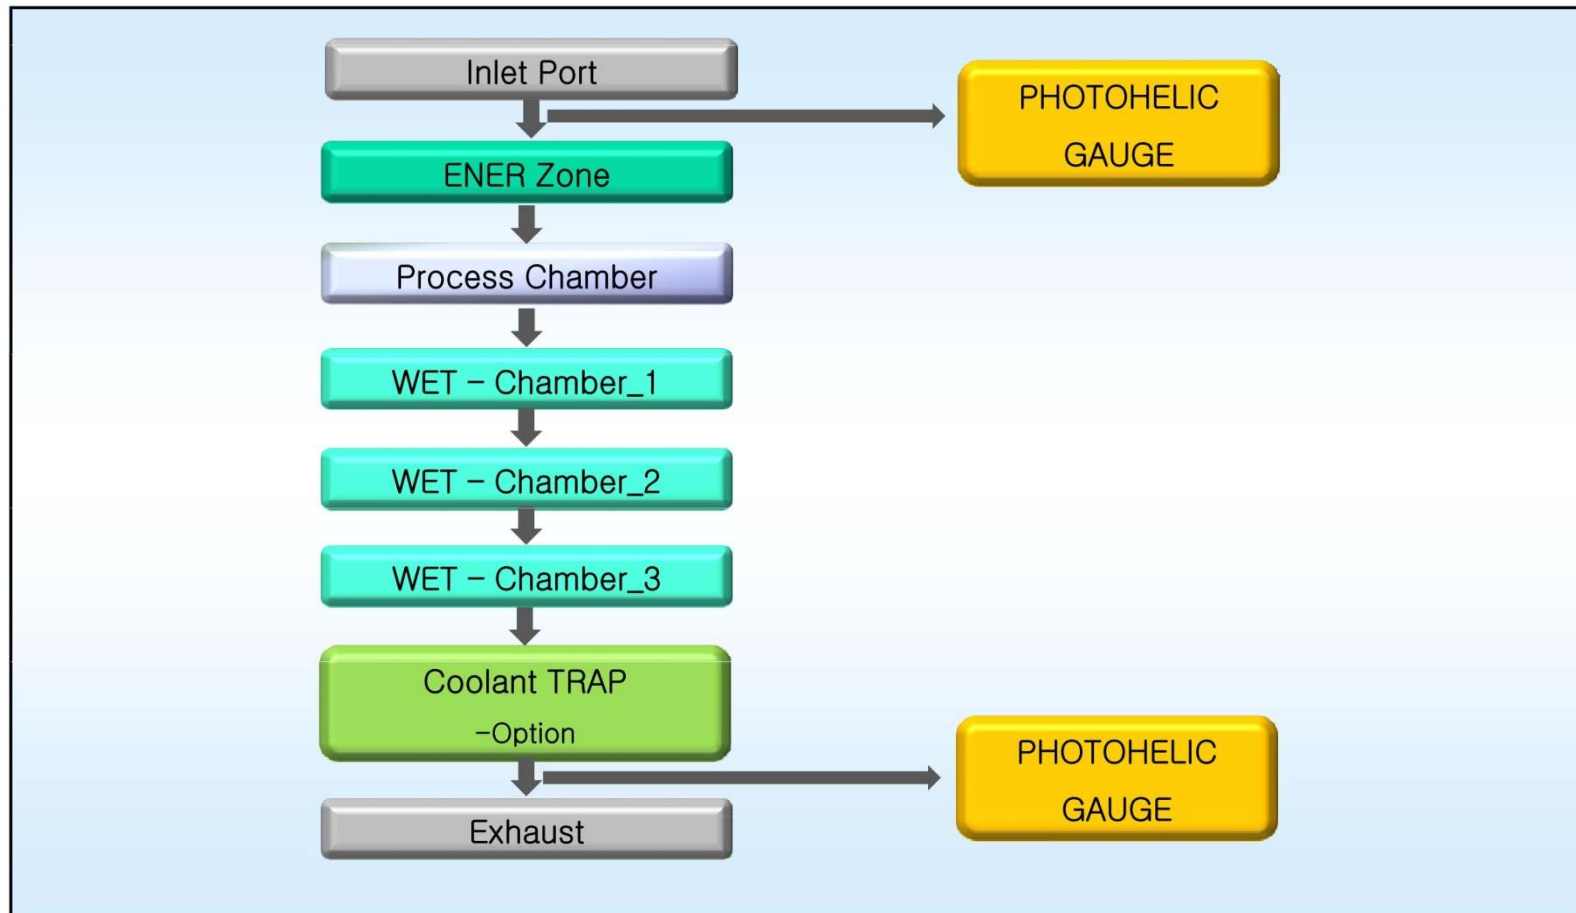 Inlet Port
PHOTOHELIC
GAUGE
ENER Zone
Process Chamber
WET – Chamber_1
WET – Chamber_2
WET – Chamber_3
Coolant TRAP
–Option
PHOTOHELIC
GAUGE
Exhaust